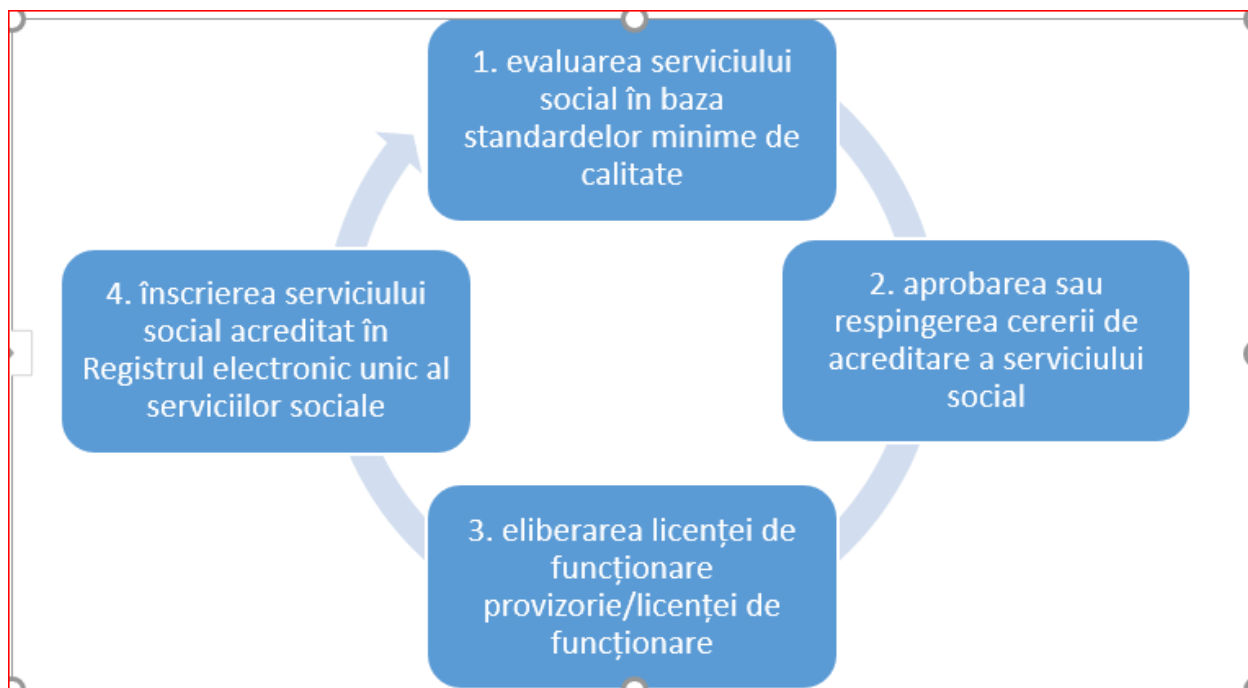 1. evaluarea serviciului
social în baza
standardelor minime de
calitate
2. aprobarea sau
respingerea cererii de
acreditare a serviciului
social
3. eliberarea licenței de
funcționare
provizorie/licenței de
funcționare
4. înscrierea serviciului
social acreditat în
Registrul electronic unic al
serviciilor sociale